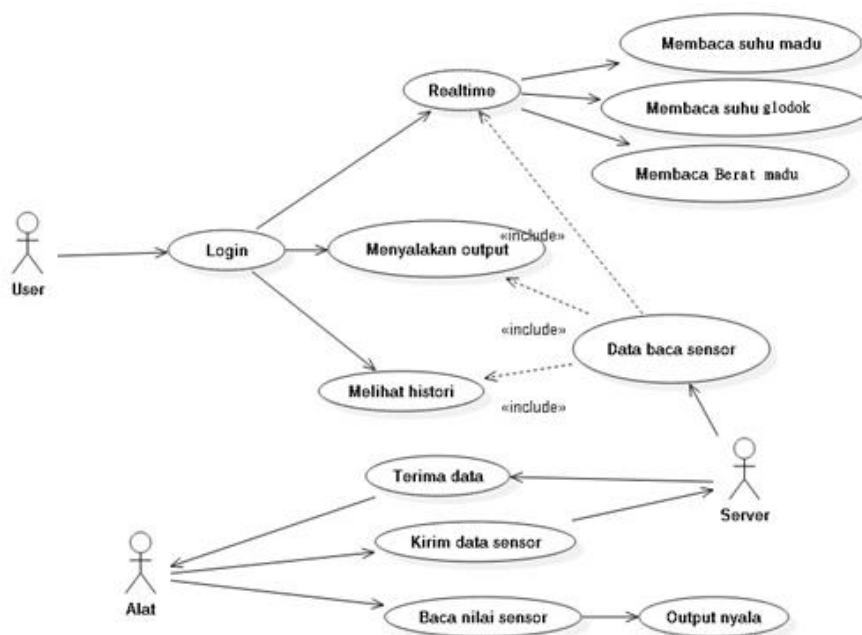 Membaca suhu madu
Realtime
Membaca suhu glodok
Membaca Berat madu
User
Login
Menyalakan output
«include»
«include»
Data baca sensor
Melihat histori
«include»
Terima data
Server
Kirim data sensor
Alat
Baca nilai sensor
Output nyala